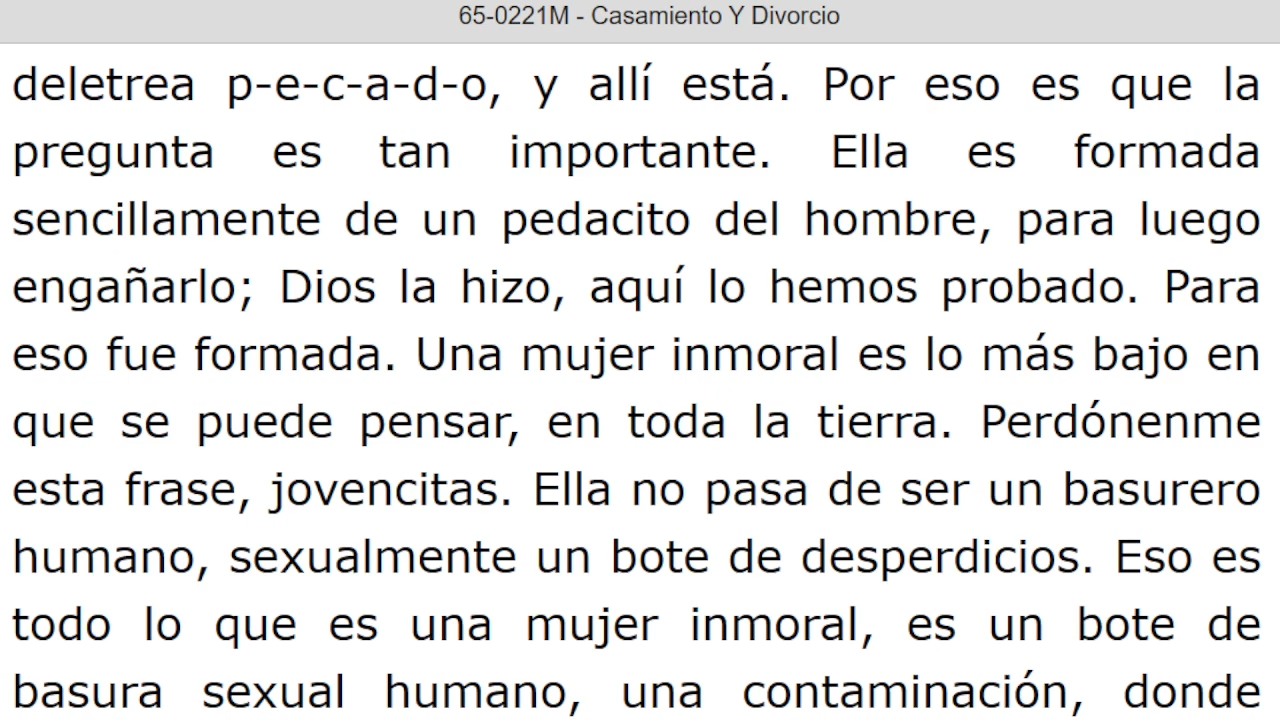 65-0221M - Casamiento Y Divorcio
deletrea p-e-c-a-d-o, y allí está. Por eso es que la
pregunta es tan importante. Ella es formada
sencillamente de un pedacito del hombre, para luego
engañarlo; Dios la hizo, aquí lo hemos probado. Para
eso fue formada. Una mujer inmoral es lo más bajo en
que se puede pensar, en toda la tierra. Perdónenme
esta frase, jovencitas. Ella no pasa de ser un basurero
humano, sexualmente un bote de desperdicios. Eso es
todo lo que es una mujer inmoral, es un bote de
basura sexual humano, una contaminación, donde